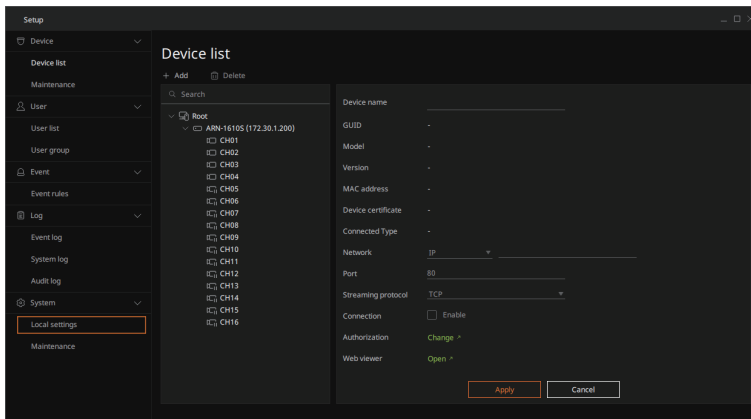 Setup
Device
Device list
Maintenance
User
User list
User group
Event
Event rules
Log
Event log
System log
Audit log
System
Local settings
Maintenance
Device list
+ Add Delete
Search
Root
ARN-1610S (172.30.1.200)
CH01
CH02
CH03
CH04
CH05
CH06
CH07
CH08
CH09
CH10
CH11
CH12
CH13
CH14
CH15
CH16
Device name
GUID -
Model -
Version -
MAC address -
Device certificate -
Connected Type -
Network IP
Port 80
Streaming protocol TCP
Connection Enable
Authorization Change
Web viewer Open
Apply Cancel